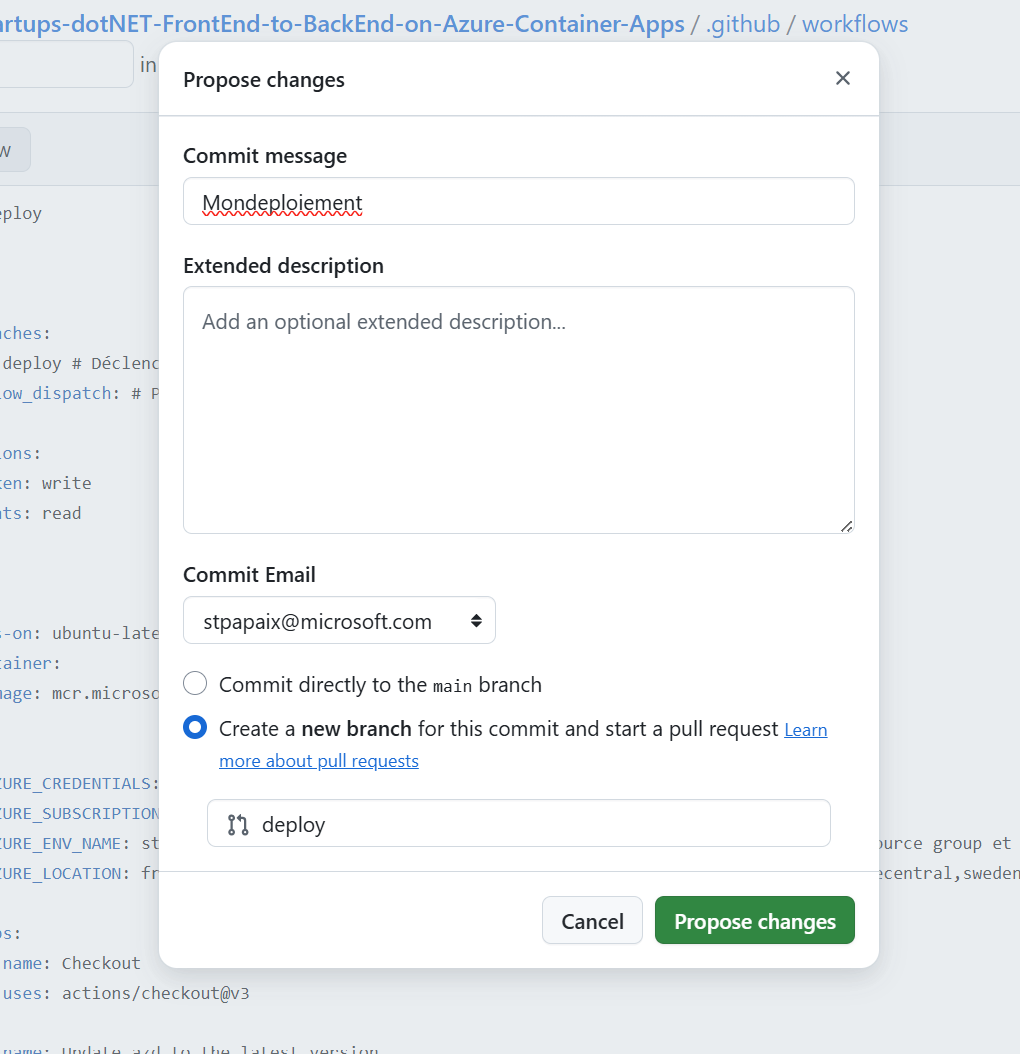 rtups-dotNET-FrontEnd-to-BackEnd-on-Azure-Container-Apps / .github / workflows
in
Propose changes
Commit message
Mondeploiement
Extended description
Add an optional extended description...
Commit Email
stpapaix@microsoft.com
Commit directly to the main branch
Create a new branch for this commit and start a pull request Learn
more about pull requests
deploy
Cancel
Propose changes
w
eploy
ches:
deploy # Déclenc
ow_dispatch: # P
ions:
ken: write
nts: read
s-on: ubuntu-late
tainer:
mage: mcr.microso
ZURE_CREDENTIALS:
ZURE_SUBSCRIPTION
ZURE_ENV_NAME: st
ource group et
ZURE_LOCATION: fr
ecentral,sweden
ps:
name: Checkout
uses: actions/checkout@v3
name: Update azd to the latest version